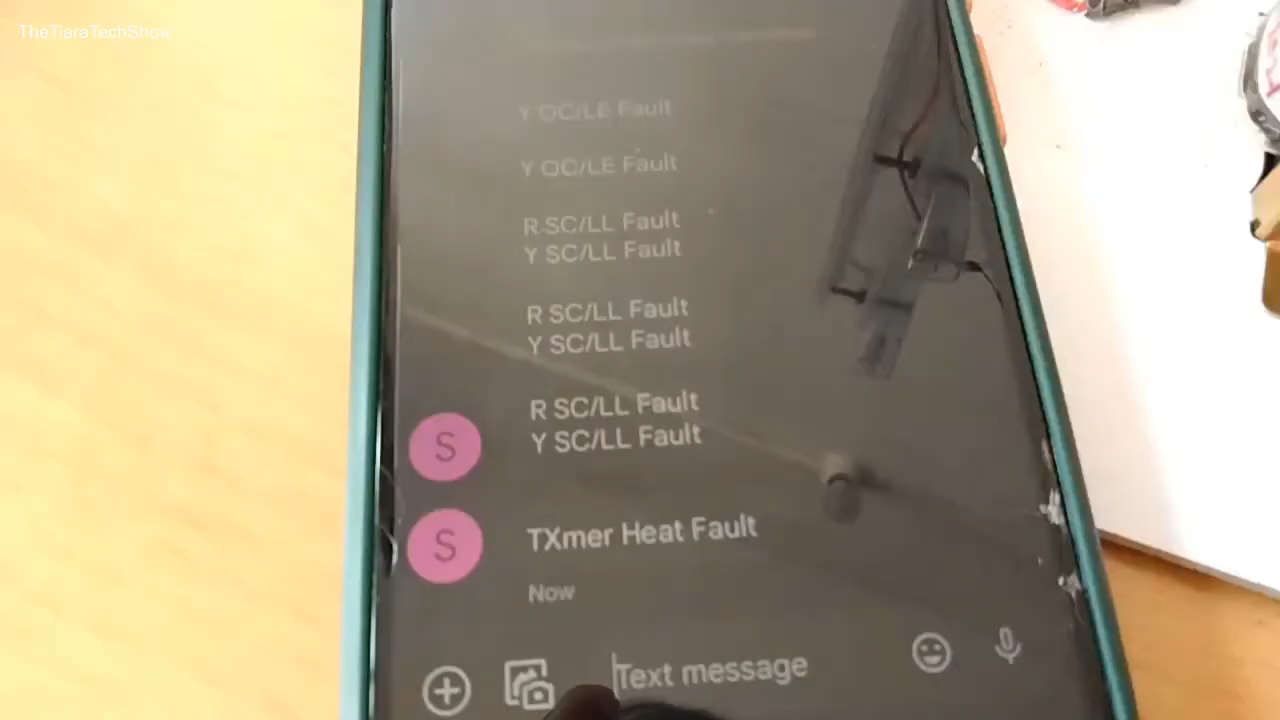 TheTiaraTechShow
Y OC/LE Fault
Y OC/LE Fault
R SC/LL Fault
Y SC/LL Fault
R SC/LL Fault
Y SC/LL Fault
R SC/LL Fault
Y SC/LL Fault
S
S
TXmer Heat Fault
Now
Text message